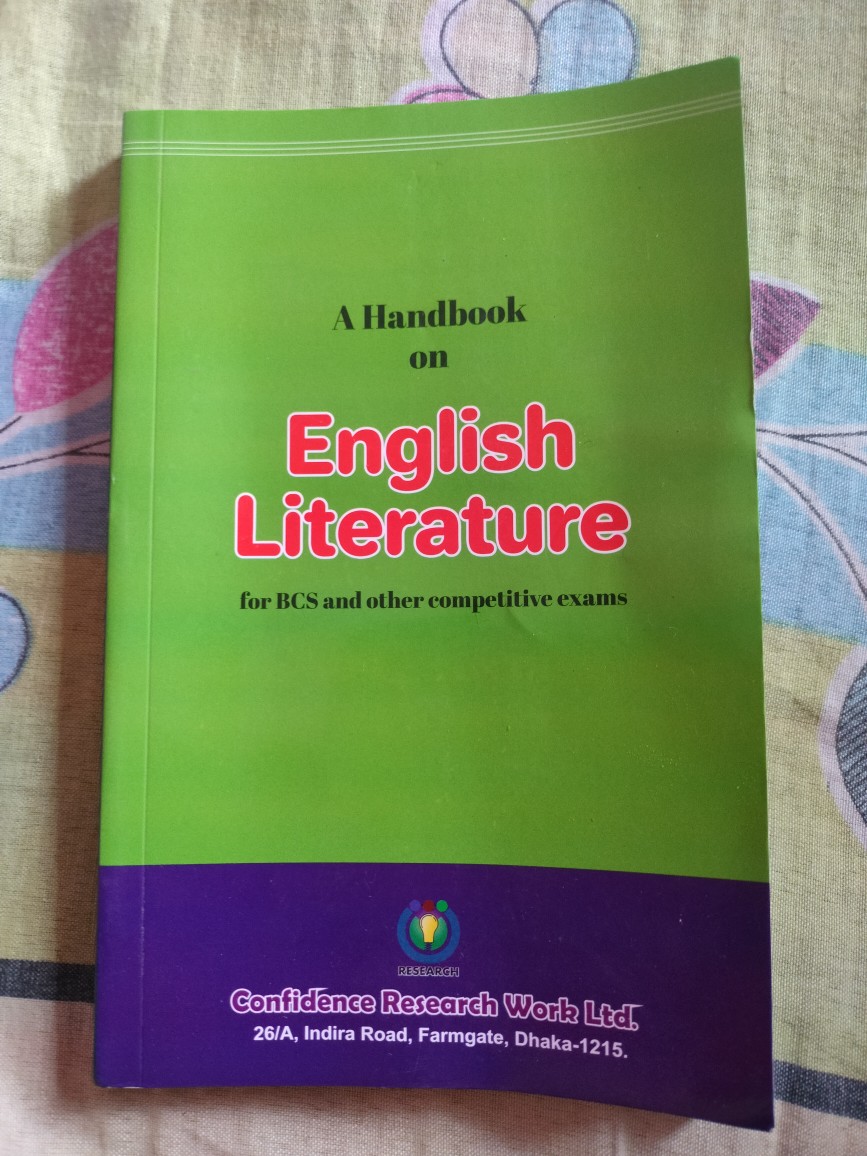 A Handbook
on
English
Literature
for BCS and other competitive exams
RESEARCH
Confidence Research Work Ltd.
26/A, Indira Road, Farmgate, Dhaka-1215.